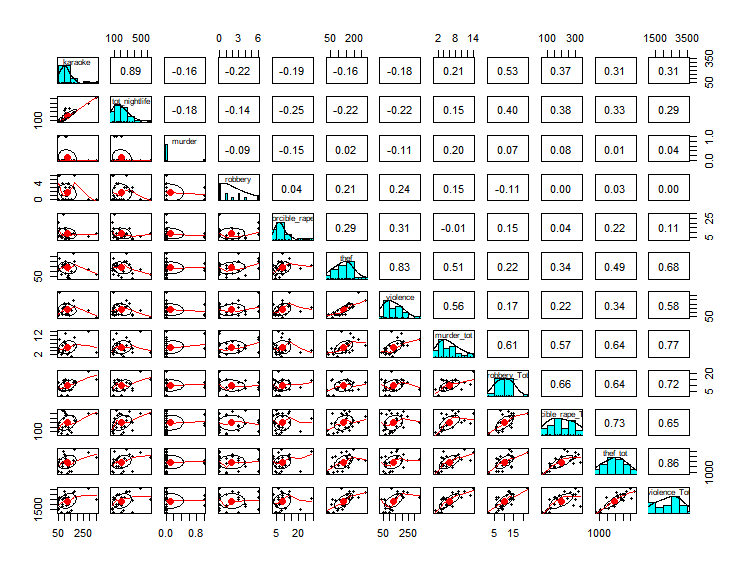 100 500 0 3 6 50 200 2 8 14 100 300 1500 3500
karaoke 0.89 -0.16 -0.22 -0.19 -0.16 -0.18 0.21 0.53 0.37 0.31 0.31 50 350
100 tot_nightlife -0.18 -0.14 -0.25 -0.22 -0.22 0.15 0.40 0.38 0.33 0.29
murder -0.09 -0.15 0.02 -0.11 0.20 0.07 0.08 0.01 0.04 0.0 1.0
0 4 robbery 0.04 0.21 0.24 0.15 -0.11 0.00 0.03 0.00
orcible_rape 0.29 0.31 -0.01 0.15 0.04 0.22 0.11 5 25
50 thef 0.83 0.51 0.22 0.34 0.49 0.68
violence 0.56 0.17 0.22 0.34 0.58 50
2 12 murder_tot 0.61 0.57 0.64 0.77
robbery_Tot 0.66 0.64 0.72 5 20
100 cible_rape_T 0.73 0.65
thef_tot 0.86 1000
1500 violence_Tot
50 250 0.0 0.8 5 20 50 250 5 15 1000